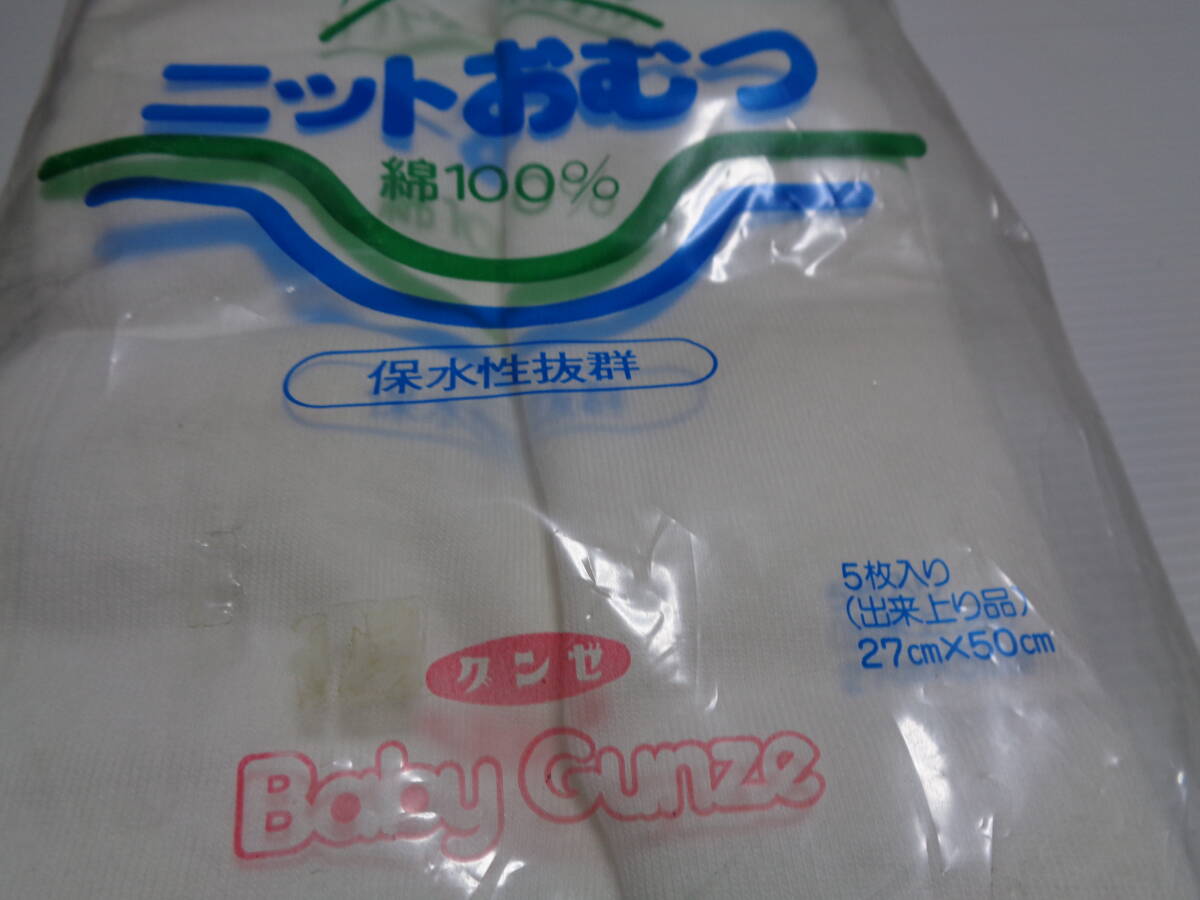 ニットおむつ
綿100%
保水性抜群
5枚入り
(出来上り品)
27cm×50cm
グンゼ
Baby Gunze